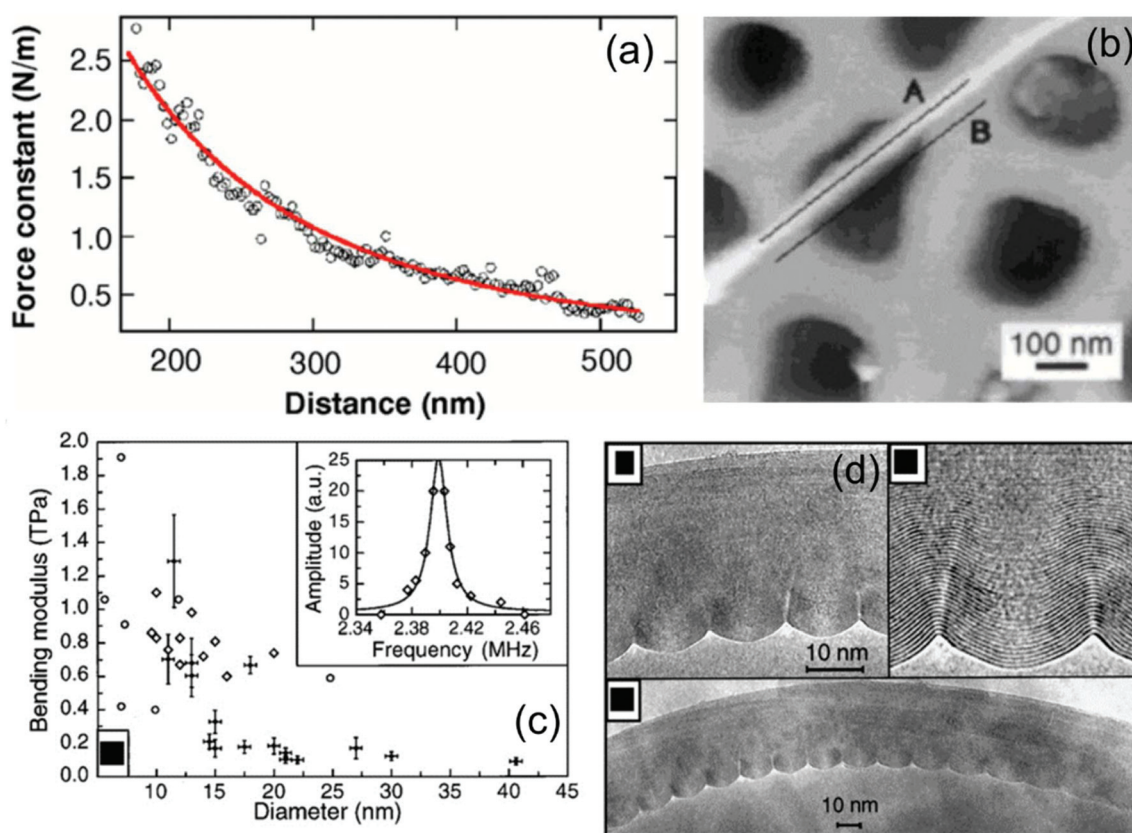 (a)
Force constant (N/m)
2.5
2.0
1.5
1.0
0.5
200 300 400 500
Distance (nm)
(b)
A
B
100 nm
(c)
Bending modulus (TPa)
2.0
1.8
1.6
1.4
1.2
1.0
0.8
0.6
0.4
0.2
0.0
10 15 20 25 30 35 40 45
Diameter (nm)
Amplitude (a.u.)
25
20
15
10
5
0
2.34 2.38 2.42 2.46
Frequency (MHz)
(d)
10 nm
10 nm